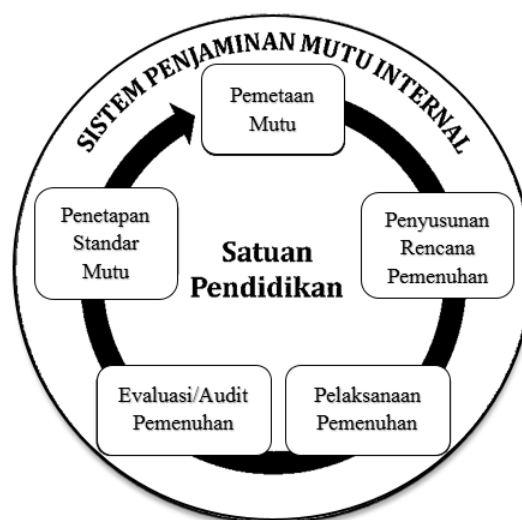 SISTEM PENJAMINAN MUTU INTERNAL
Pemetaan
Mutu
Penyusunan
Rencana
Pemenuhan
Pelaksanaan
Pemenuhan
Evaluasi/Audit
Pemenuhan
Penetapan
Standar
Mutu
Satuan
Pendidikan